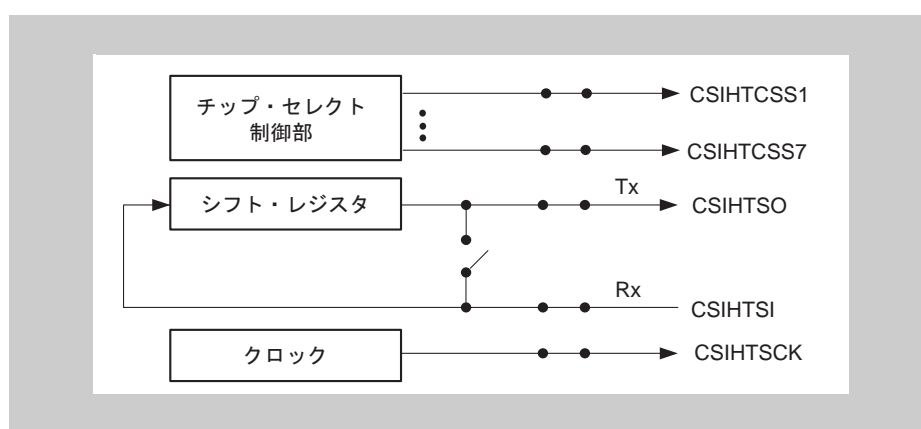 チップ・セレクト
制御部
CSIHTCSS1
CSIHTCSS7
シフト・レジスタ
Tx
CSIHTSO
Rx
CSIHTSI
クロック
CSIHTSCK